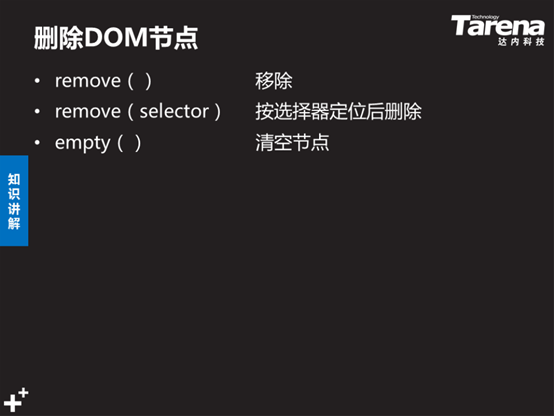 删除DOM节点
Technology
Tarena
达内科技
• remove（ ） 移除
• remove（selector） 按选择器定位后删除
• empty（ ） 清空节点
知识讲解